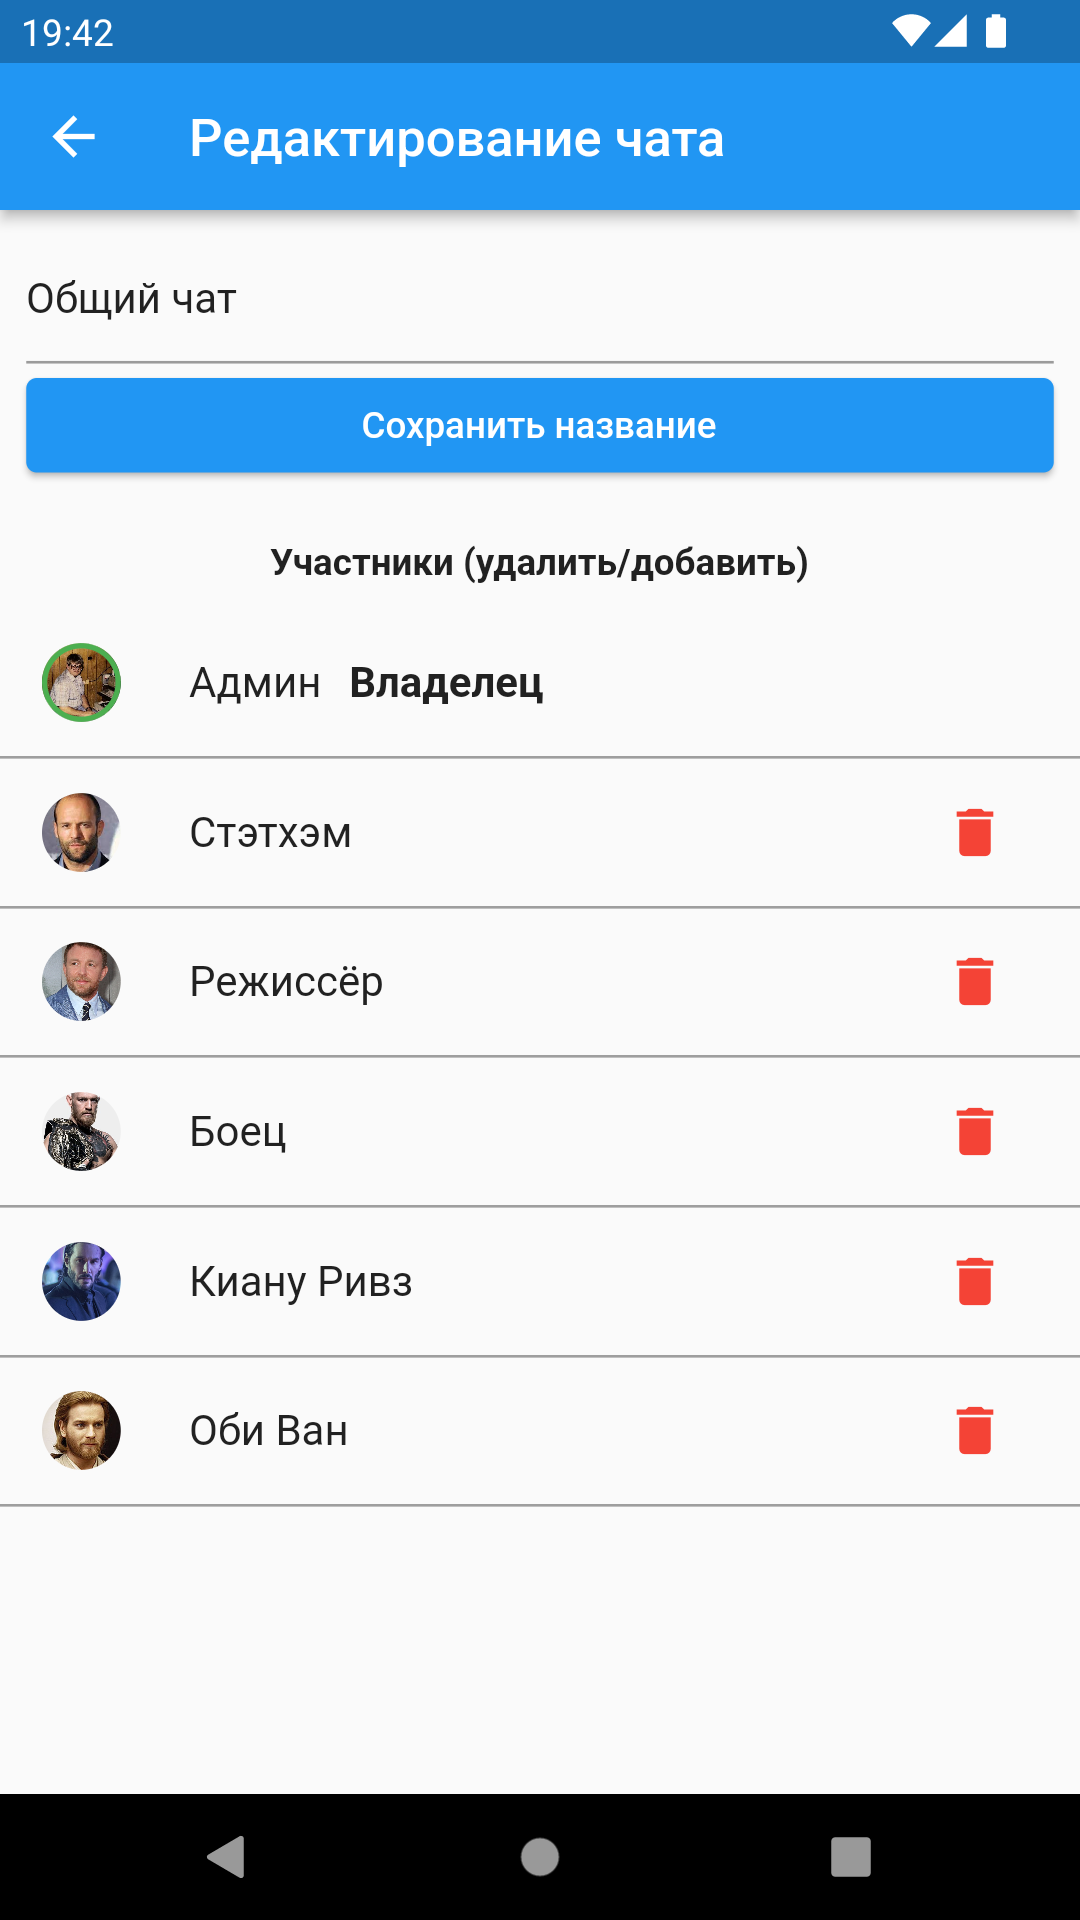 19:42
Редактирование чата
Общий чат
Сохранить название
Участники (удалить/добавить)
Админ Владелец
Стэтхэм
Режиссёр
Боец
Киану Ривз
Оби Ван